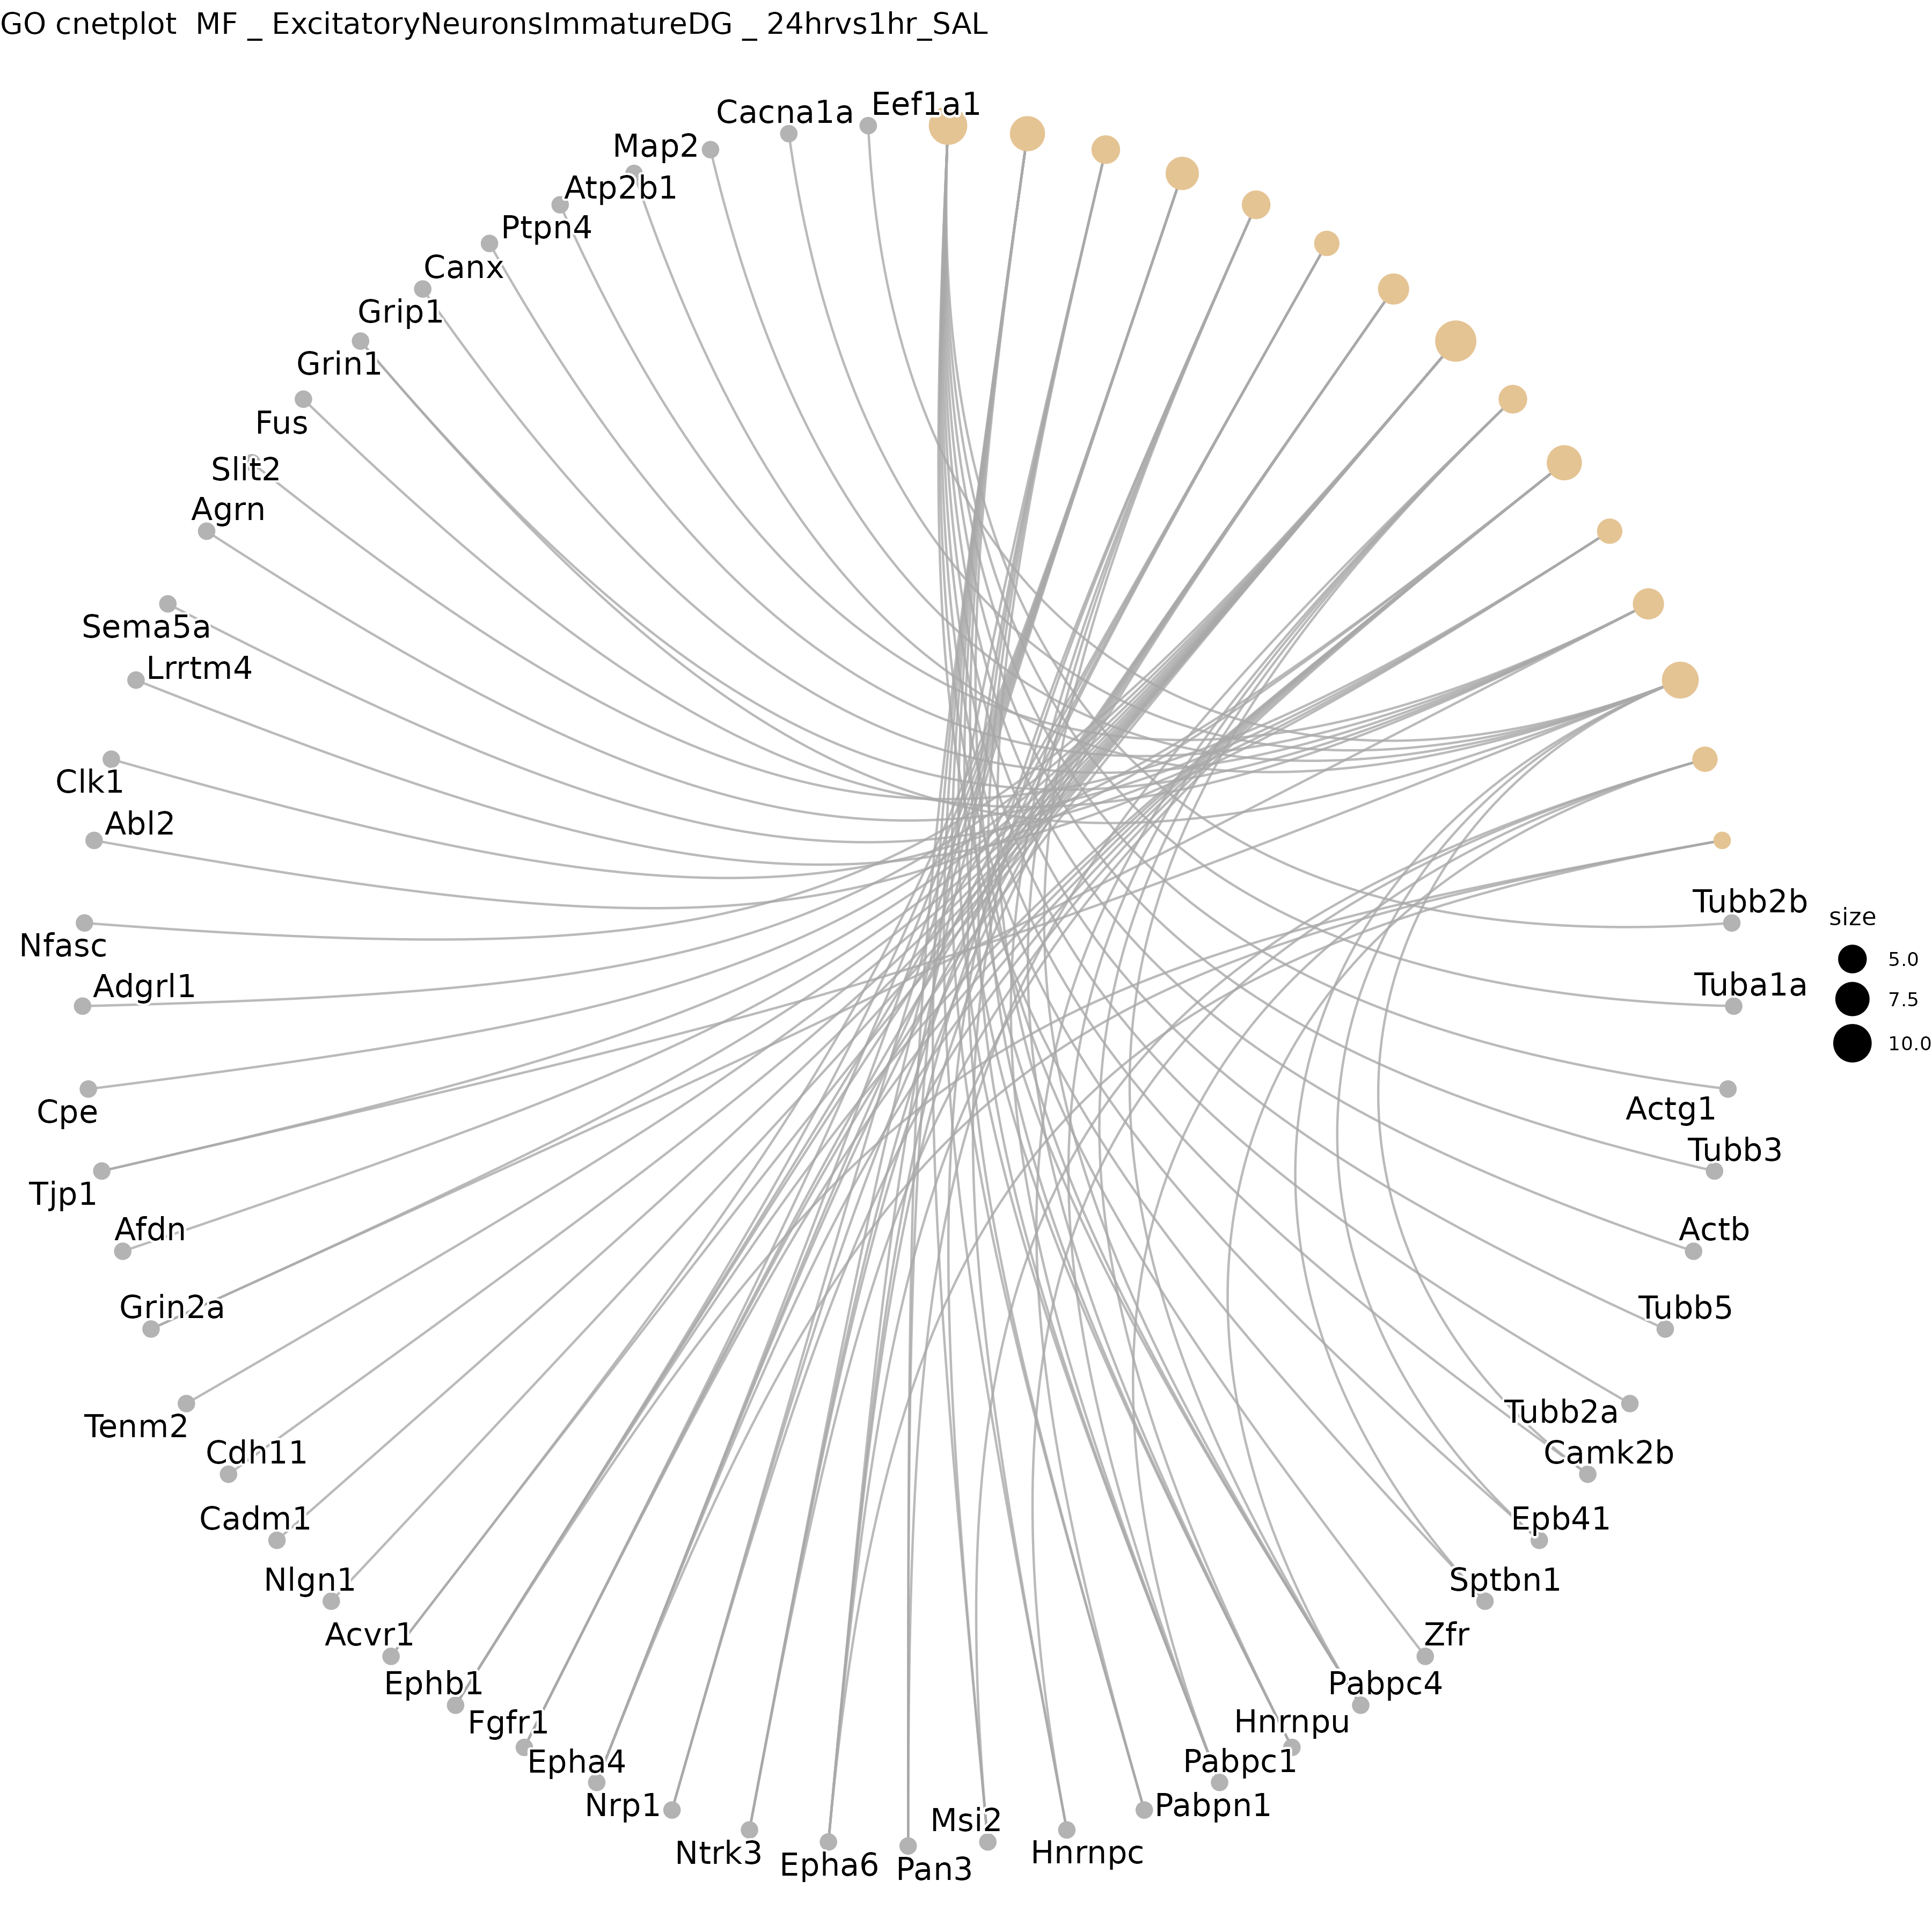 GO cnetplot  MF _ ExcitatoryNeuronsImmatureDG _ 24hrvs1hr_SAL
Eef1a1
Cacna1a
Map2
Atp2b1
Ptpn4
Canx
Grip1
Grin1
Fus
Slit2
Agrn
Sema5a
Lrrtm4
Clk1
Abl2
Nfasc
Adgrl1
Cpe
Tjp1
Afdn
Grin2a
Tenm2
Cdh11
Cadm1
Nlgn1
Acvr1
Ephb1
Fgfr1
Epha4
Nrp1
Ntrk3
Epha6
Pan3
Msi2
Hnrnpc
Pabpn1
Pabpc1
Hnrnpu
Pabpc4
Zfr
Sptbn1
Epb41
Camk2b
Tubb2a
Tubb5
Actb
Tubb3
Actg1
Tuba1a
Tubb2b
size
5.0
7.5
10.0